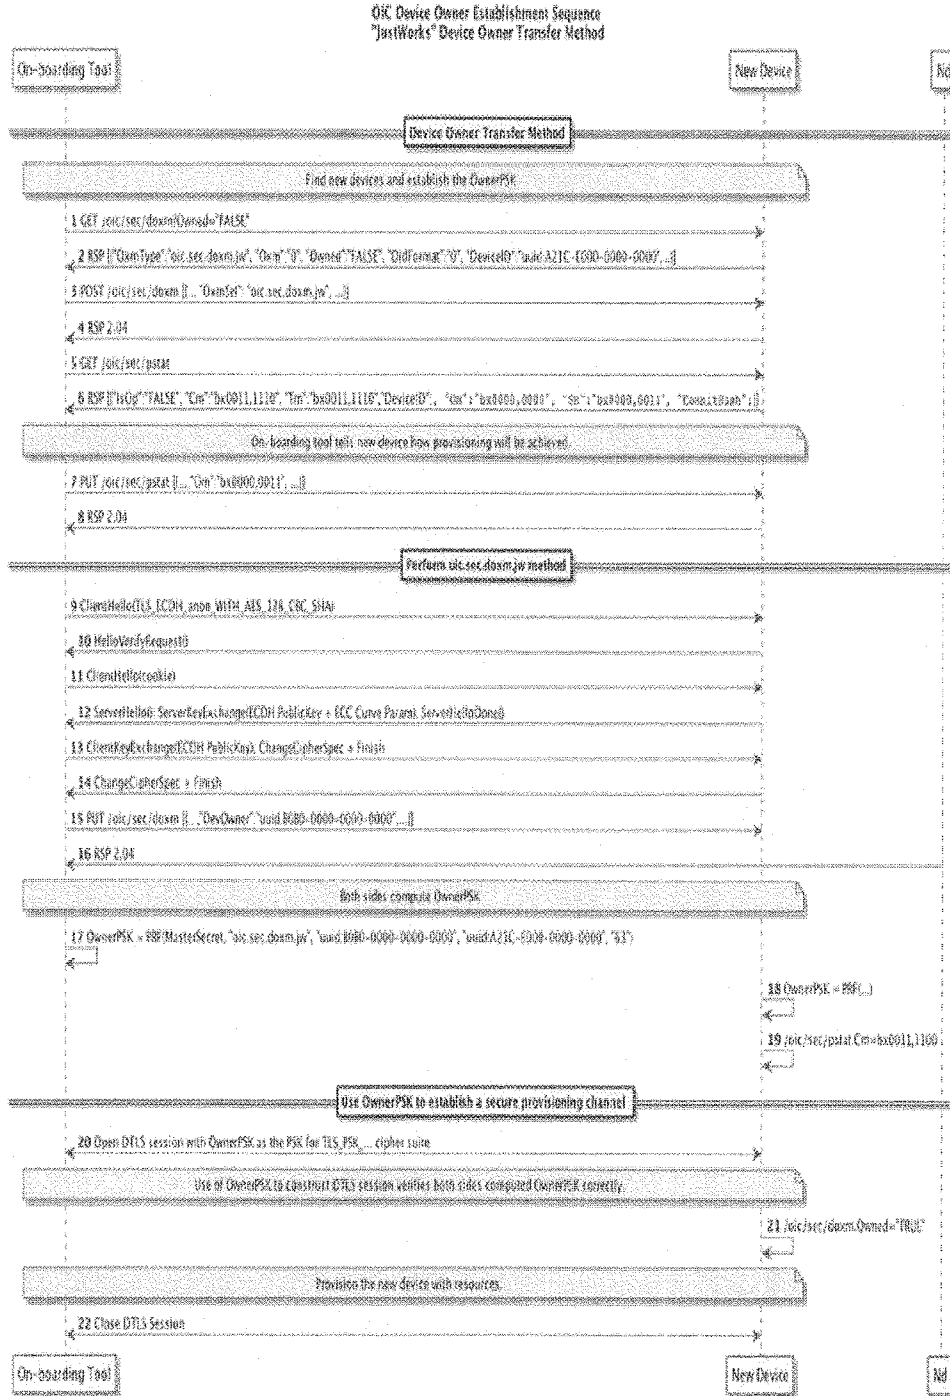 OIC Device Owner Establishment Sequence
"JustWorks" Device Owner Transfer Method
On-boarding Tool
New Device
Nd
Device Owner Transfer Method
Find new devices and establish the OwnerPSK
1 GET /oic/sec/doxm?Owned="FALSE"
2 RSP [{"OxmType":"oic.sec.doxm.jw", "Oxm":"0", "Owned":"FALSE", "DidFormat":"0", "DeviceID":"uuid:A21C-E000-0000-0000",...}]
3 POST /oic/sec/doxm [{..., "OxmSel": "oic.sec.doxm.jw", ...}]
4 RSP 2.04
5 GET /oic/sec/pstat
6 RSP [{"IsOp":"FALSE", "Cm":"bx0011,1110", "Tm":"bx0011,1110","DeviceID":, "Om":"bx0000,0000", "Sm":"bx0000,0011", "CommitHash":}]
On-boarding tool tells new device how provisioning will be achieved.
7 PUT /oic/sec/pstat [{..., "Om":"bx0000,0011", ...}]
8 RSP 2.04
Perform oic.sec.doxm.jw method
9 ClientHello(TLS_ECDH_anon_WITH_AES_128_CBC_SHA)
10 HelloVerifyRequest()
11 ClientHello(cookie)
12 ServerHello(); ServerKeyExchange(ECDH PublicKey + ECC Curve Param), ServerHelloDone()
13 ClientKeyExchange(ECDH PublicKey), ChangeCipherSpec + Finish
14 ChangeCipherSpec + Finish
15 PUT /oic/sec/doxm [{...,"DevOwner":"uuid:B0B0-0000-0000-0000",...}]
16 RSP 2.04
Both sides compute OwnerPSK
17 OwnerPSK = PRF(MasterSecret, "oic.sec.doxm.jw", "uuid:B0B0-0000-0000-0000", "uuid:A21C-E000-0000-0000", "63")
18 OwnerPSK = PRF(...)
19 /oic/sec/pstat.Cm=bx0011,1100
Use OwnerPSK to establish a secure provisioning channel
20 Open DTLS session with OwnerPSK as the PSK for TLS_PSK_... cipher suite
Use of OwnerPSK to construct DTLS session verifies both sides computed OwnerPSK correctly.
21 /oic/sec/doxm.Owned="TRUE"
Provision the new device with resources.
22 Close DTLS Session
On-boarding Tool
New Device
Nd